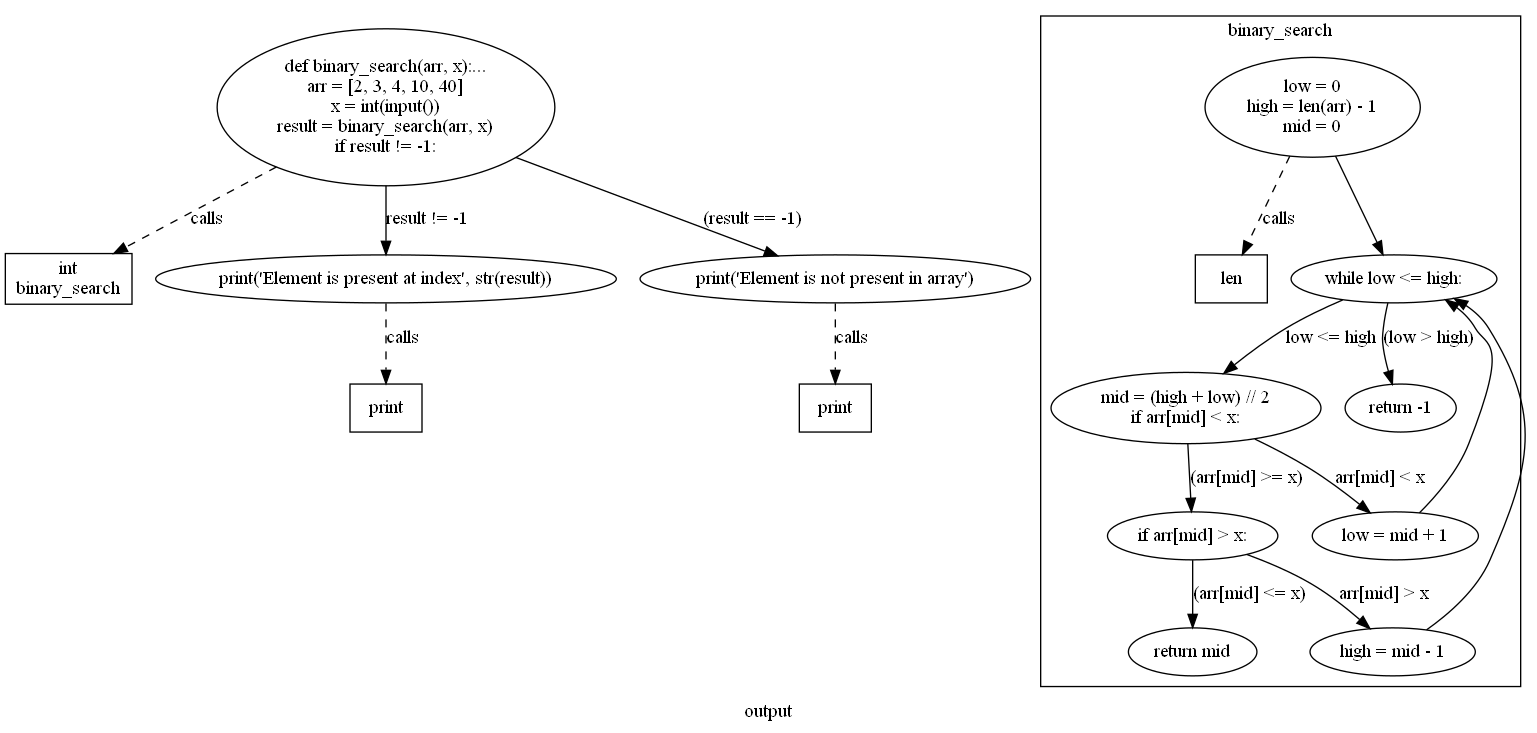 def binary_search(arr, x):...
arr = [2, 3, 4, 10, 40]
x = int(input())
result = binary_search(arr, x)
if result != -1:
calls
result != -1
(result == -1)
int
binary_search
print('Element is present at index', str(result))
print('Element is not present in array')
calls
calls
print
print
binary_search
low = 0
high = len(arr) - 1
mid = 0
calls
len
while low <= high:
low <= high
(low > high)
mid = (high + low) // 2
if arr[mid] < x:
return -1
(arr[mid] >= x)
arr[mid] < x
if arr[mid] > x:
low = mid + 1
(arr[mid] <= x)
arr[mid] > x
return mid
high = mid - 1
output